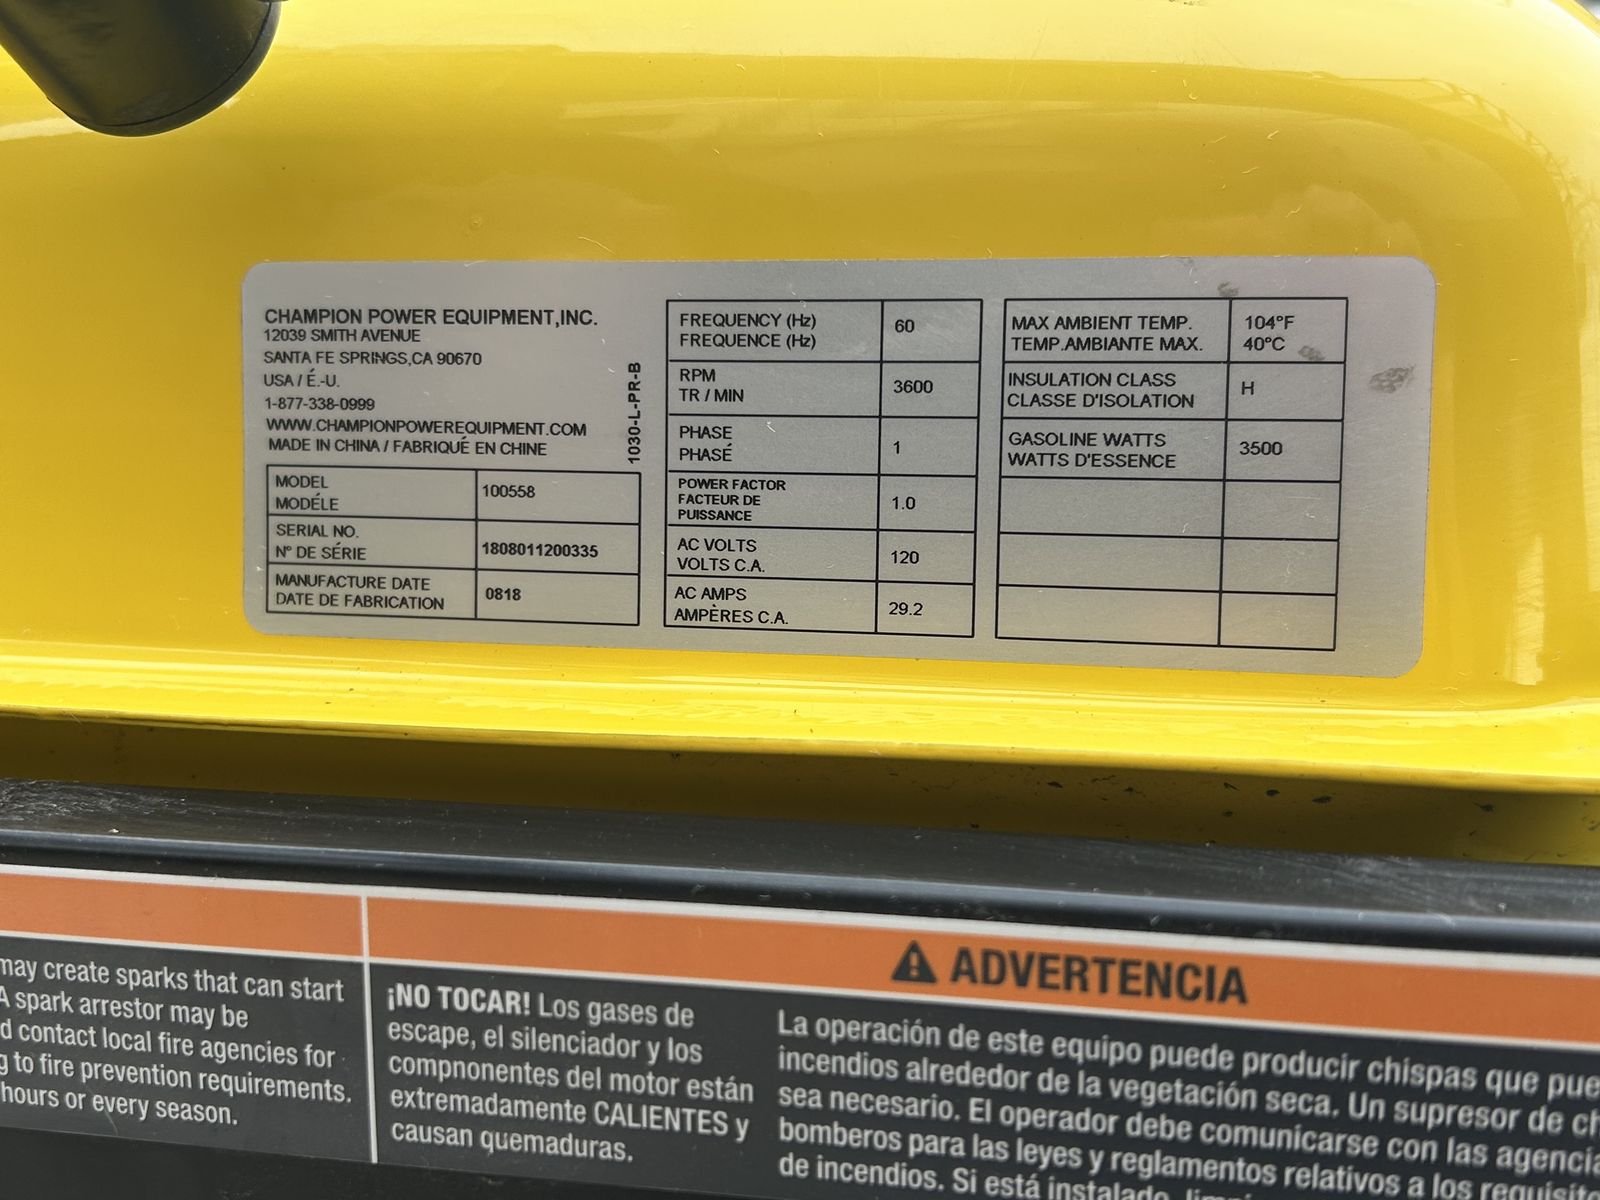 CHAMPION POWER EQUIPMENT,INC.
12039 SMITH AVENUE
SANTA FE SPRINGS,CA 90670
USA / É.-U.
1-877-338-0999
WWW.CHAMPIONPOWEREQUIPMENT.COM
MADE IN CHINA / FABRIQUÉ EN CHINE
1030-L-PR-B
MODEL
MODÉLE
100558
SERIAL NO.
N° DE SÉRIE
1808011200335
MANUFACTURE DATE
DATE DE FABRICATION
0818
FREQUENCY (Hz)
FREQUENCE (Hz)
60
RPM
TR / MIN
3600
PHASE
PHASÉ
1
POWER FACTOR
FACTEUR DE
PUISSANCE
1.0
AC VOLTS
VOLTS C.A.
120
AC AMPS
AMPÈRES C.A.
29.2
MAX AMBIENT TEMP.
TEMP.AMBIANTE MAX.
104°F
40°C
INSULATION CLASS
CLASSE D'ISOLATION
H
GASOLINE WATTS
WATTS D'ESSENCE
3500
may create sparks that can start
A spark arrestor may be
contact local fire agencies for
to fire prevention requirements.
hours or every season.
¡NO TOCAR! Los gases de
escape, el silenciador y los
compnonentes del motor están
extremadamente CALIENTES y
causan quemaduras.
ADVERTENCIA
La operación de este equipo puede producir chispas que
incendios alrededor de la vegetación seca. Un supresor de
sea necesario. El operador debe comunicarse con las
bomberos para las leyes y reglamentos relativos a los
de incendios. Si está instalado,